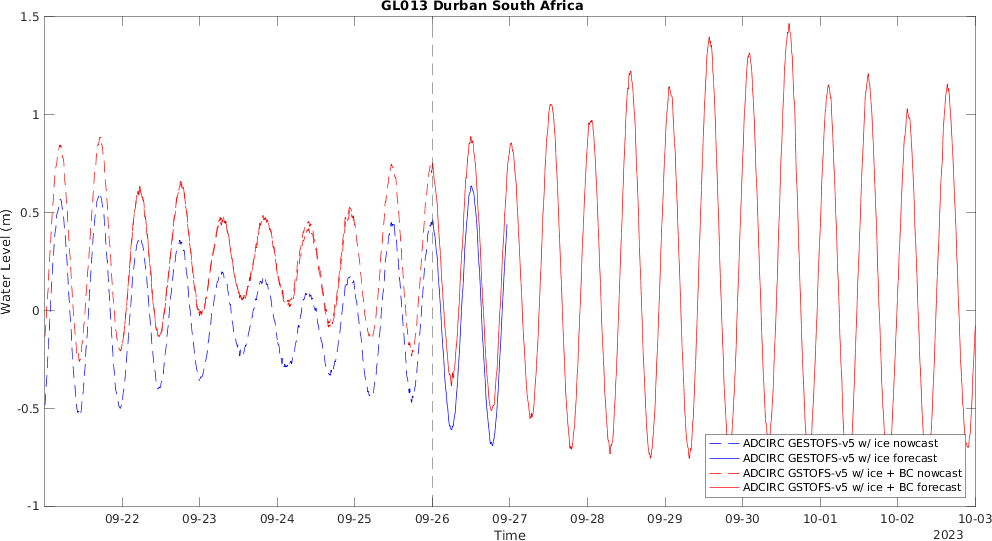 GL013 Durban South Africa
1.5
1
0.5
0
-0.5
-1
Water Level (m)
09-22
09-23
09-24
09-25
09-26
09-27
09-28
09-29
09-30
10-01
10-02
10-03
2023
Time
ADCIRC GESTOFS-v5 w/ ice nowcast
ADCIRC GESTOFS-v5 w/ ice forecast
ADCIRC GSTOFS-v5 w/ ice + BC nowcast
ADCIRC GSTOFS-v5 w/ ice + BC forecast